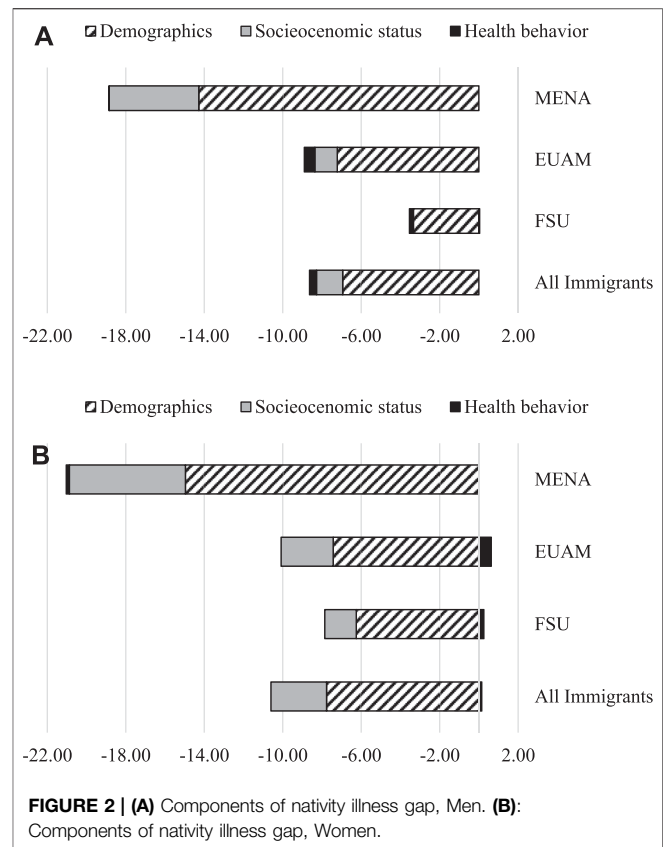 A
Demographics Socieocenomic status Health behavior
MENA
EUAM
FSU
All Immigrants
-22.00 -18.00 -14.00 -10.00 -6.00 -2.00 2.00
Demographics Socieocenomic status Health behavior
B
MENA
EUAM
FSU
All Immigrants
-22.00 -18.00 -14.00 -10.00 -6.00 -2.00 2.00
FIGURE 2 | (A) Components of nativity illness gap, Men. (B):
Components of nativity illness gap, Women.